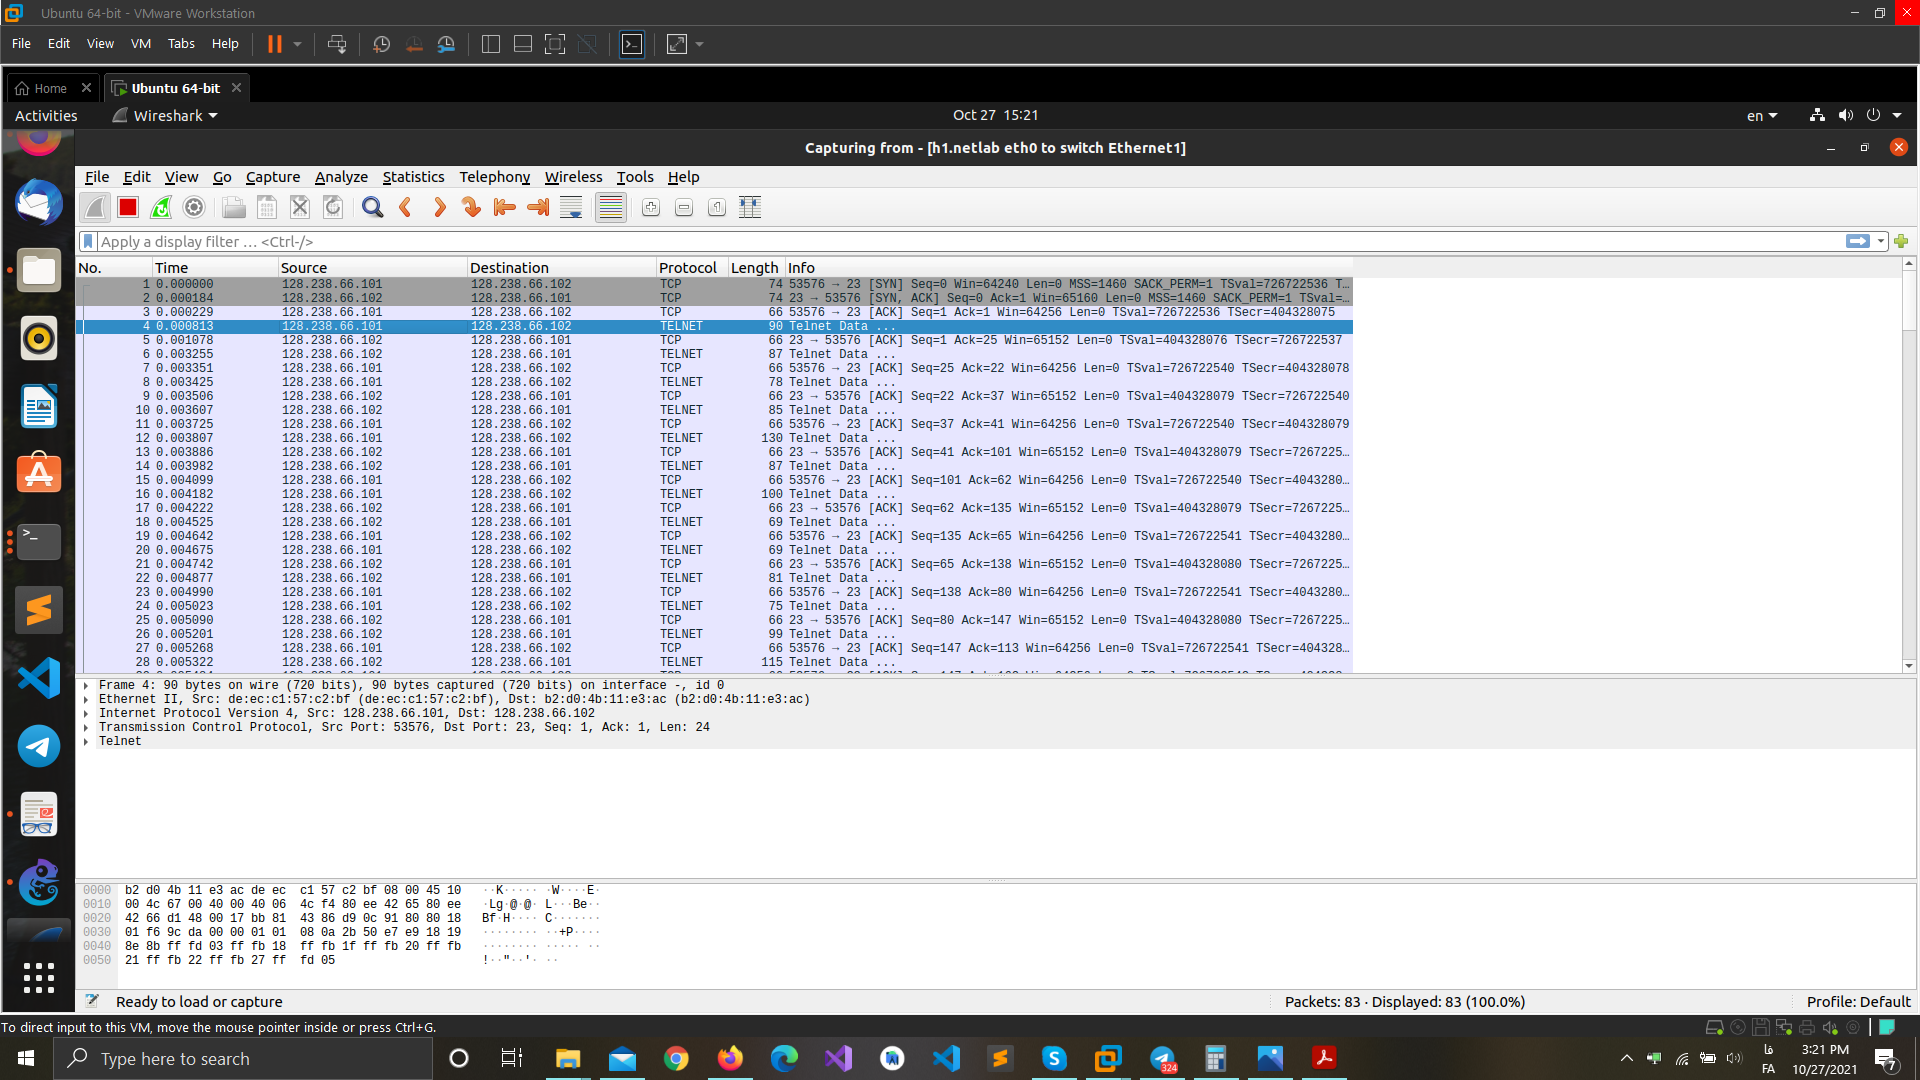 Ubuntu 64-bit - VMware Workstation
File Edit View VM Tabs Help
Home
Ubuntu 64-bit
Activities Wireshark Oct 27 15:21 en
Capturing from - [h1.netlab eth0 to switch Ethernet1]
File Edit View Go Capture Analyze Statistics Telephony Wireless Tools Help
Apply a display filter … <Ctrl-/>
No. Time Source Destination Protocol Length Info
1 0.000000 128.238.66.101 128.238.66.102 TCP 74 53576 → 23 [SYN] Seq=0 Win=64240 Len=0 MSS=1460 SACK_PERM=1 TSval=726722536 T…
2 0.000184 128.238.66.102 128.238.66.101 TCP 74 23 → 53576 [SYN, ACK] Seq=0 Ack=1 Win=65160 Len=0 MSS=1460 SACK_PERM=1 TSval=…
3 0.000229 128.238.66.101 128.238.66.102 TCP 66 53576 → 23 [ACK] Seq=1 Ack=1 Win=64256 Len=0 TSval=726722536 TSecr=404328075
4 0.000813 128.238.66.101 128.238.66.102 TELNET 90 Telnet Data ...
5 0.001078 128.238.66.102 128.238.66.101 TCP 66 23 → 53576 [ACK] Seq=1 Ack=25 Win=65152 Len=0 TSval=404328076 TSecr=726722537
6 0.003255 128.238.66.102 128.238.66.101 TELNET 87 Telnet Data ...
7 0.003351 128.238.66.101 128.238.66.102 TCP 66 53576 → 23 [ACK] Seq=25 Ack=22 Win=64256 Len=0 TSval=726722540 TSecr=404328078
8 0.003425 128.238.66.101 128.238.66.102 TELNET 78 Telnet Data ...
9 0.003506 128.238.66.102 128.238.66.101 TCP 66 23 → 53576 [ACK] Seq=22 Ack=37 Win=65152 Len=0 TSval=404328079 TSecr=726722540
10 0.003607 128.238.66.102 128.238.66.101 TELNET 85 Telnet Data ...
11 0.003725 128.238.66.101 128.238.66.102 TCP 66 53576 → 23 [ACK] Seq=37 Ack=41 Win=64256 Len=0 TSval=726722540 TSecr=404328079
12 0.003807 128.238.66.101 128.238.66.102 TELNET 130 Telnet Data ...
13 0.003886 128.238.66.102 128.238.66.101 TCP 66 23 → 53576 [ACK] Seq=41 Ack=101 Win=65152 Len=0 TSval=404328079 TSecr=7267225…
14 0.003982 128.238.66.102 128.238.66.101 TELNET 87 Telnet Data ...
15 0.004099 128.238.66.101 128.238.66.102 TCP 66 53576 → 23 [ACK] Seq=101 Ack=62 Win=64256 Len=0 TSval=726722540 TSecr=4043280…
16 0.004182 128.238.66.101 128.238.66.102 TELNET 100 Telnet Data ...
17 0.004222 128.238.66.102 128.238.66.101 TCP 66 23 → 53576 [ACK] Seq=62 Ack=135 Win=65152 Len=0 TSval=404328079 TSecr=7267225…
18 0.004525 128.238.66.102 128.238.66.101 TELNET 69 Telnet Data ...
19 0.004642 128.238.66.101 128.238.66.102 TCP 66 53576 → 23 [ACK] Seq=135 Ack=65 Win=64256 Len=0 TSval=726722541 TSecr=4043280…
20 0.004675 128.238.66.101 128.238.66.102 TELNET 69 Telnet Data ...
21 0.004742 128.238.66.102 128.238.66.101 TCP 66 23 → 53576 [ACK] Seq=65 Ack=138 Win=65152 Len=0 TSval=404328080 TSecr=7267225…
22 0.004877 128.238.66.102 128.238.66.101 TELNET 81 Telnet Data ...
23 0.004990 128.238.66.101 128.238.66.102 TCP 66 53576 → 23 [ACK] Seq=138 Ack=80 Win=64256 Len=0 TSval=726722541 TSecr=4043280…
24 0.005023 128.238.66.101 128.238.66.102 TELNET 75 Telnet Data ...
25 0.005090 128.238.66.102 128.238.66.101 TCP 66 23 → 53576 [ACK] Seq=80 Ack=147 Win=65152 Len=0 TSval=404328080 TSecr=7267225…
26 0.005201 128.238.66.102 128.238.66.101 TELNET 99 Telnet Data ...
27 0.005268 128.238.66.101 128.238.66.102 TCP 66 53576 → 23 [ACK] Seq=147 Ack=113 Win=64256 Len=0 TSval=726722541 TSecr=404328…
28 0.005322 128.238.66.102 128.238.66.101 TELNET 115 Telnet Data ...
Frame 4: 90 bytes on wire (720 bits), 90 bytes captured (720 bits) on interface -, id 0
Ethernet II, Src: de:ec:c1:57:c2:bf (de:ec:c1:57:c2:bf), Dst: b2:d0:4b:11:e3:ac (b2:d0:4b:11:e3:ac)
Internet Protocol Version 4, Src: 128.238.66.101, Dst: 128.238.66.102
Transmission Control Protocol, Src Port: 53576, Dst Port: 23, Seq: 1, Ack: 1, Len: 24
Telnet
0000 b2 d0 4b 11 e3 ac de ec c1 57 c2 bf 08 00 45 10 ··K····· ·W····E·
0010 00 4c 67 00 40 00 40 06 4c f4 80 ee 42 65 80 ee ·Lg·@·@· L···Be··
0020 42 66 d1 48 00 17 bb 81 43 86 d9 0c 91 80 80 18 Bf·H···· C·······
0030 01 f6 9c da 00 00 01 01 08 0a 2b 50 e7 e9 18 19 ········ ··+P····
0040 8e 8b ff fd 03 ff fb 18 ff fb 1f ff fb 20 ff fb ········ ····· ··
0050 21 ff fb 22 ff fb 27 ff fd 05 !··"··'· ··
Ready to load or capture Packets: 83 · Displayed: 83 (100.0%) Profile: Default
To direct input to this VM, move the mouse pointer inside or press Ctrl+G.
Type here to search
324
فا
FA
3:21 PM
10/27/2021
7